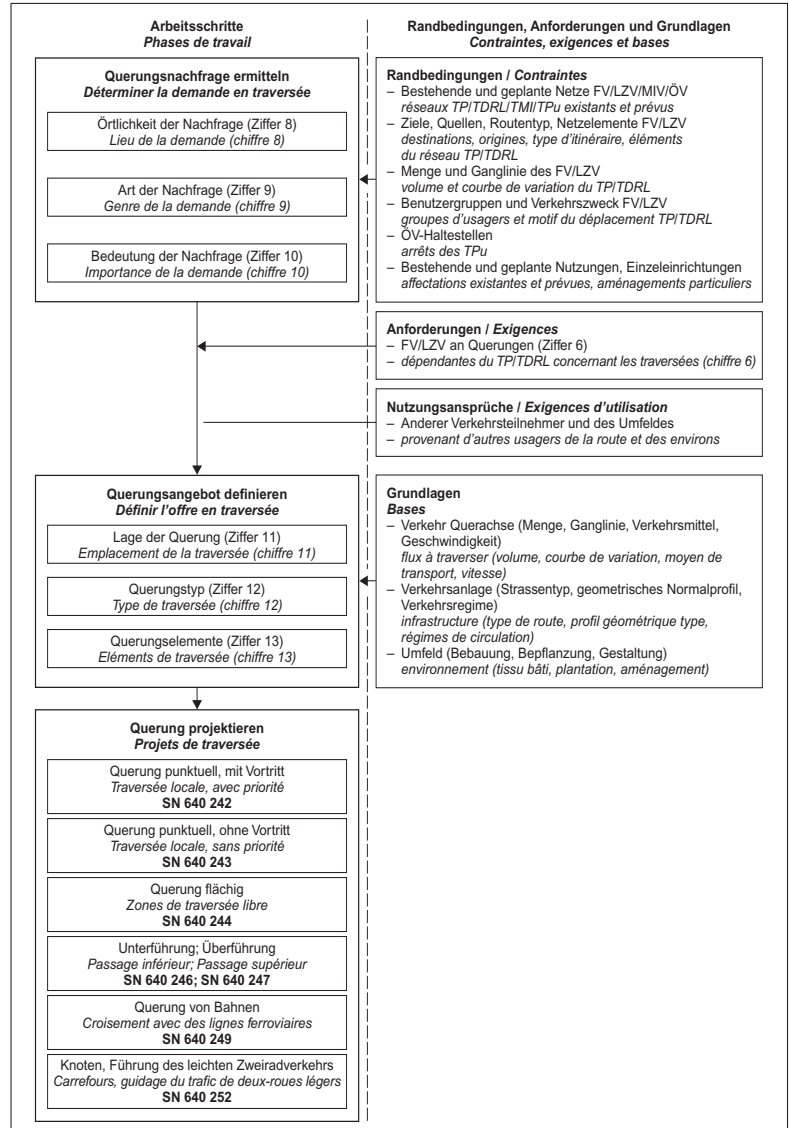 Arbeitsschritte
Phases de travail
Randbedingungen, Anforderungen und Grundlagen
Contraintes, exigences et bases
Querungsnachfrage ermitteln
Déterminer la demande en traversée
Örtlichkeit der Nachfrage (Ziffer 8)
Lieu de la demande (chiffre 8)
Art der Nachfrage (Ziffer 9)
Genre de la demande (chiffre 9)
Bedeutung der Nachfrage (Ziffer 10)
Importance de la demande (chiffre 10)
Randbedingungen / Contraintes
– Bestehende und geplante Netze FV/LZV/MIV/ÖV
réseaux TP/TDRL/TMI/TPu existants et prévus
– Ziele, Quellen, Routentyp, Netzelemente FV/LZV
destinations, origines, type d'itinéraire, éléments
du réseau TP/TDRL
– Menge und Ganglinie des FV/LZV
volume et courbe de variation du TP/TDRL
– Benutzergruppen und Verkehrszweck FV/LZV
groupes d'usagers et motif du déplacement TP/TDRL
– ÖV-Haltestellen
arrêts des TPu
– Bestehende und geplante Nutzungen, Einzeleinrichtungen
affectations existantes et prévues, aménagements particuliers
Anforderungen / Exigences
– FV/LZV an Querungen (Ziffer 6)
– dépendantes du TP/TDRL concernant les traversées (chiffre 6)
Nutzungsansprüche / Exigences d'utilisation
– Anderer Verkehrsteilnehmer und des Umfeldes
– provenant d'autres usagers de la route et des environs
Querungsangebot definieren
Définir l'offre en traversée
Lage der Querung (Ziffer 11)
Emplacement de la traversée (chiffre 11)
Querungstyp (Ziffer 12)
Type de traversée (chiffre 12)
Querungselemente (Ziffer 13)
Eléments de traversée (chiffre 13)
Grundlagen
Bases
– Verkehr Querachse (Menge, Ganglinie, Verkehrsmittel,
Geschwindigkeit)
flux à traverser (volume, courbe de variation, moyen de
transport, vitesse)
– Verkehrsanlage (Strassentyp, geometrisches Normalprofil,
Verkehrsregime)
infrastructure (type de route, profil géométrique type,
régimes de circulation)
– Umfeld (Bebauung, Bepflanzung, Gestaltung)
environnement (tissu bâti, plantation, aménagement)
Querung projektieren
Projets de traversée
Querung punktuell, mit Vortritt
Traversée locale, avec priorité
SN 640 242
Querung punktuell, ohne Vortritt
Traversée locale, sans priorité
SN 640 243
Querung flächig
Zones de traversée libre
SN 640 244
Unterführung; Überführung
Passage inférieur; Passage supérieur
SN 640 246; SN 640 247
Querung von Bahnen
Croisement avec des lignes ferroviaires
SN 640 249
Knoten, Führung des leichten Zweiradverkehrs
Carrefours, guidage du trafic de deux-roues légers
SN 640 252